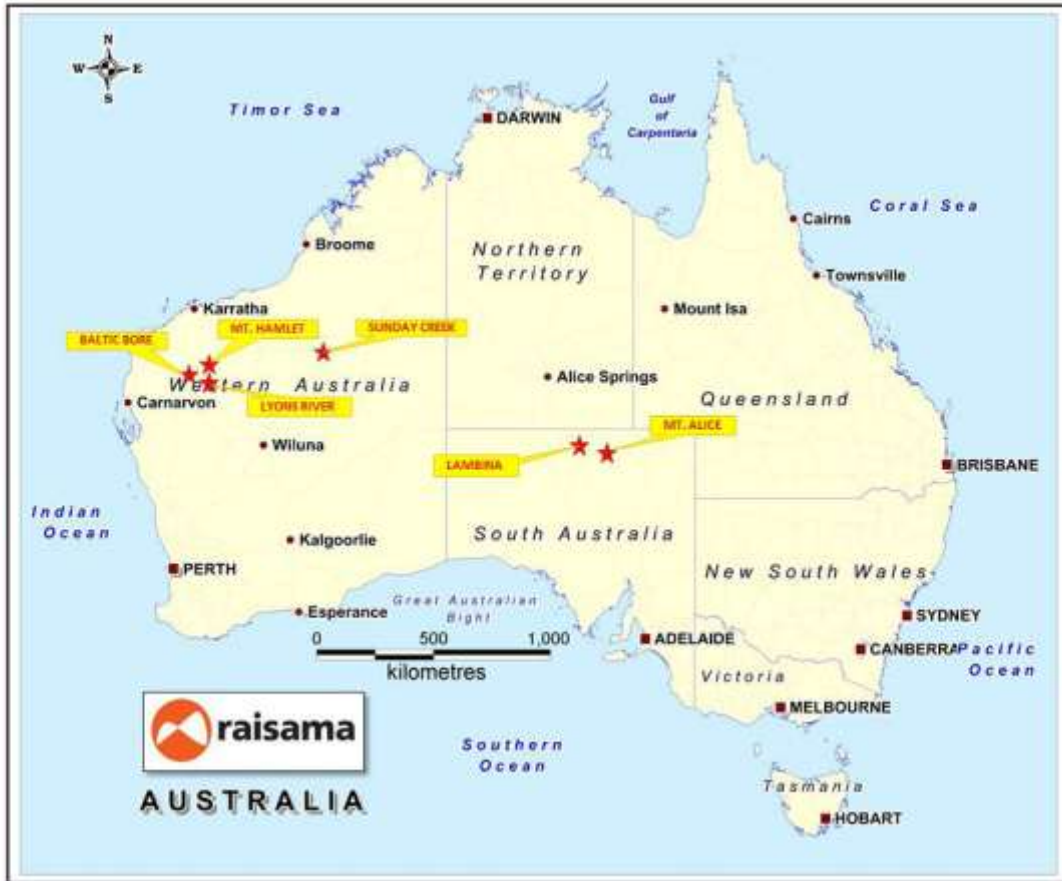 N
W E
S
Timor Sea
Gulf
of
Carpentaria
DARWIN
Coral Sea
Cairns
Broome
Northern
Territory
Townsville
Karratha
Mount Isa
MT. HAMLET
SUNDAY CREEK
BALTIC BORE
Western Australia
Alice Springs
Queensland
Carnarvon
LYONS RIVER
MT. ALICE
Wiluna
LAMBINA
BRISBANE
Indian
Ocean
South Australia
Kalgoorlie
PERTH
New South Wales
Esperance
Great Australian
Bight
SYDNEY
ADELAIDE
CANBERRA
Pacific
Ocean
0 500 1,000
kilometres
Victoria
MELBOURNE
raisama
Southern
Ocean
AUSTRALIA
Tasmania
HOBART